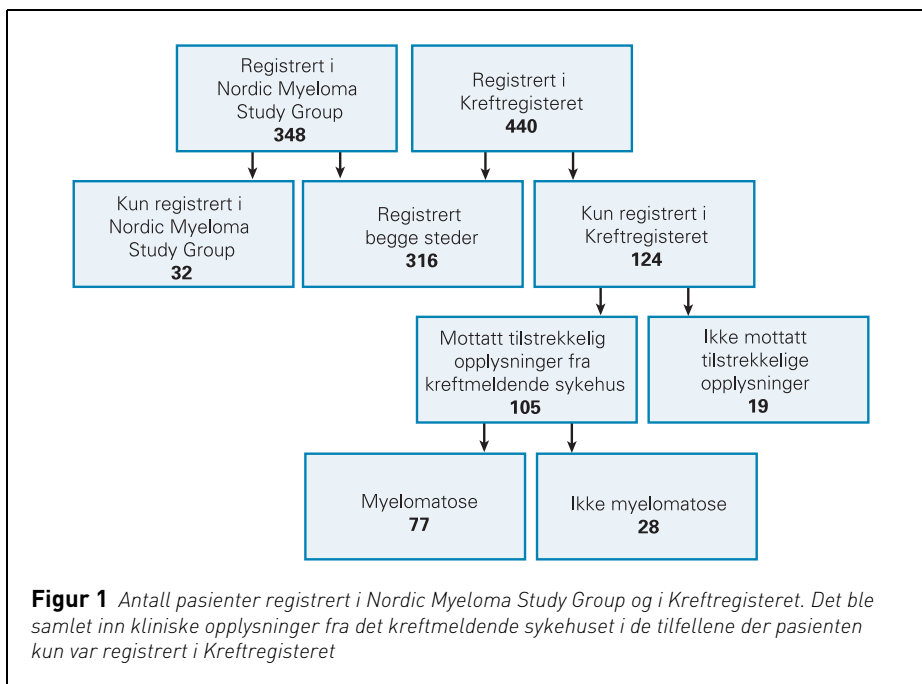 Registrert i
Nordic Myeloma
Study Group
348
Registrert i
Kreftregisteret
440
Kun registrert i
Nordic Myeloma
Study Group
32
Registrert
begge steder
316
Kun registrert i
Kreftregisteret
124
Mottatt tilstrekkelig
opplysninger fra
kreftmeldende sykehus
105
Ikke mottatt
tilstrekkelige
opplysninger
19
Myelomatose
77
Ikke myelomatose
28
Figur 1 Antall pasienter registrert i Nordic Myeloma Study Group og i Kreftregisteret. Det ble
samlet inn kliniske opplysninger fra det kreftmeldende sykehuset i de tilfellene der pasienten
kun var registrert i Kreftregisteret